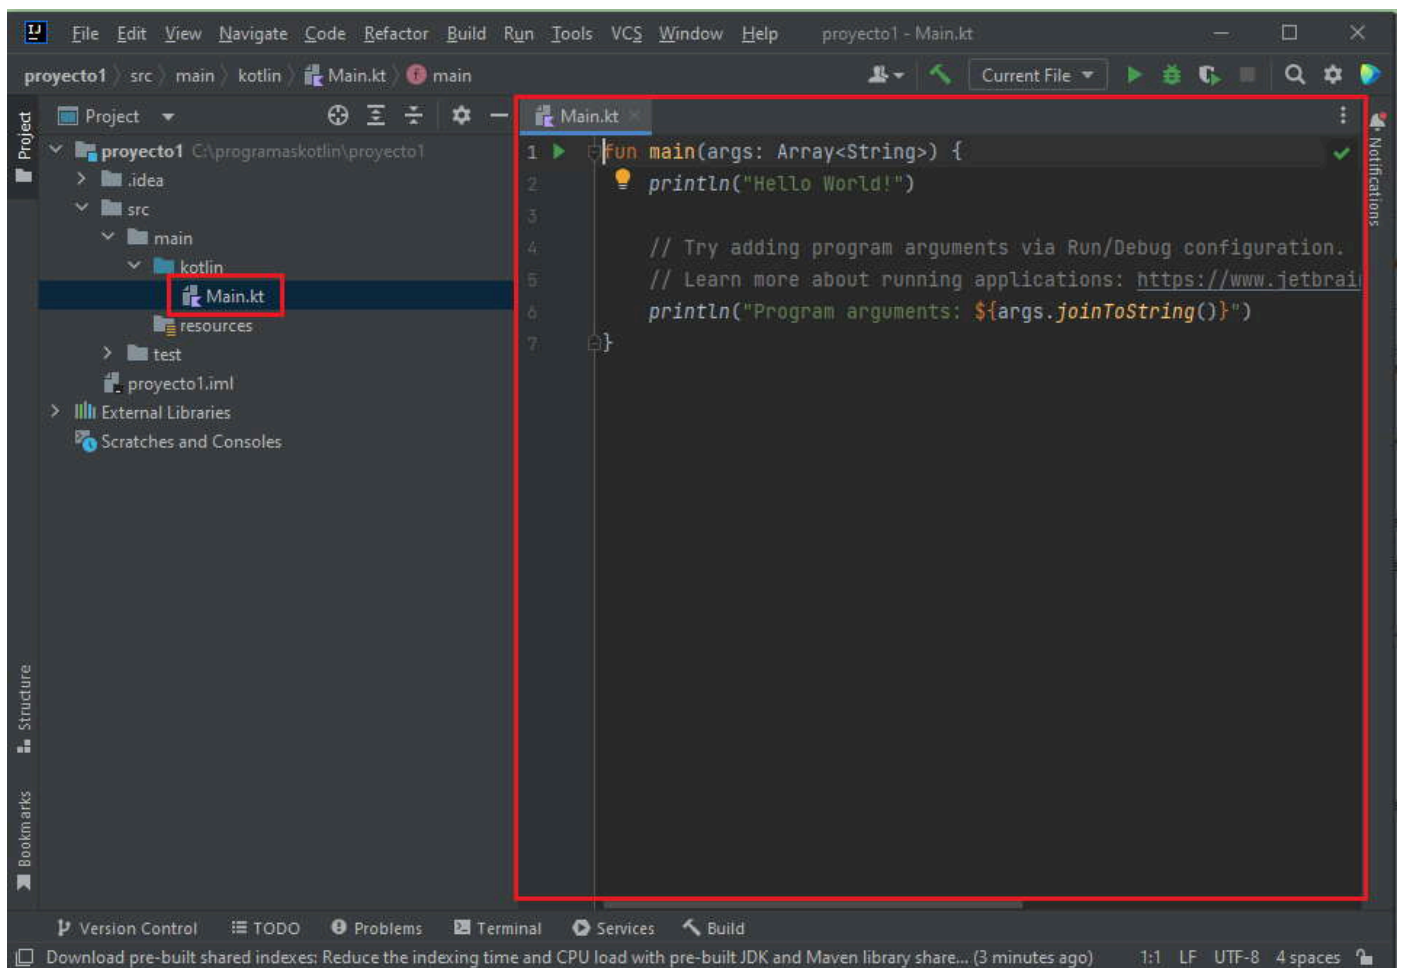 IJ File Edit View Navigate Code Refactor Build Run Tools VCS Window Help proyecto1 - Main.kt
proyecto1 src main kotlin Main.kt f main Current File
Project
Project
proyecto1 C:\programaskotlin\proyecto1
.idea
src
main
kotlin
Main.kt
resources
test
proyecto1.iml
External Libraries
Scratches and Consoles
Structure
Bookmarks
Main.kt
1 fun main(args: Array<String>) {
2 println("Hello World!")
3
4 // Try adding program arguments via Run/Debug configuration.
5 // Learn more about running applications: https://www.jetbrai
6 println("Program arguments: ${args.joinToString()}")
7 }
Notifications
Version Control TODO Problems Terminal Services Build
Download pre-built shared indexes: Reduce the indexing time and CPU load with pre-built JDK and Maven library share... (3 minutes ago) 1:1 LF UTF-8 4 spaces